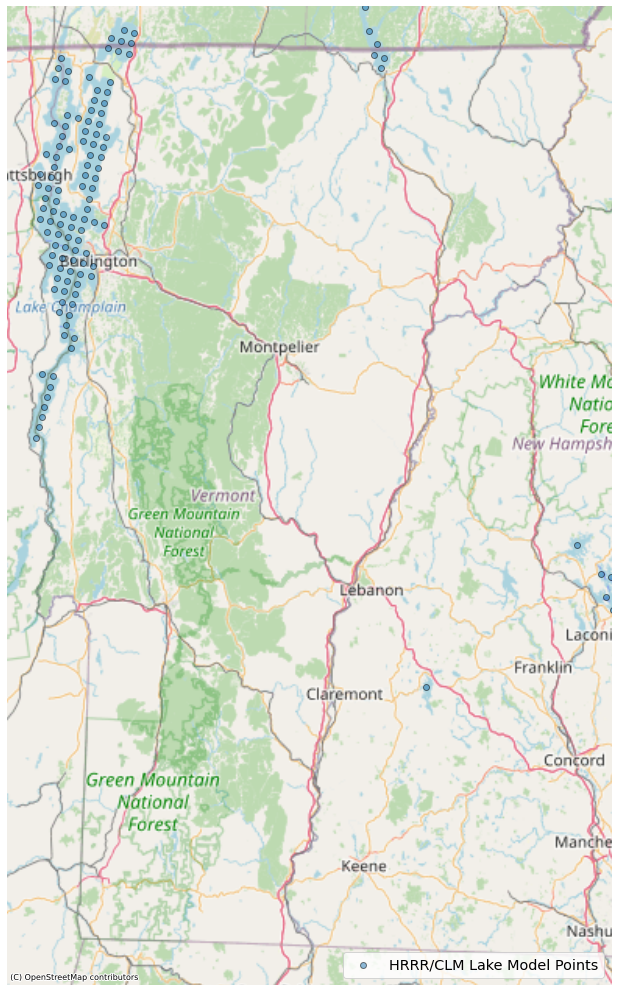 attsburgh
Burlington
Lake Champlain
Montpelier
White Mo
Natio
Fore
New Hampsh
Vermont
Green Mountain
National
Forest
Lebanon
Laconi
Franklin
Claremont
Concord
Green Mountain
National
Forest
Manche
Keene
Nashu
HRRR/CLM Lake Model Points
(C) OpenStreetMap contributors